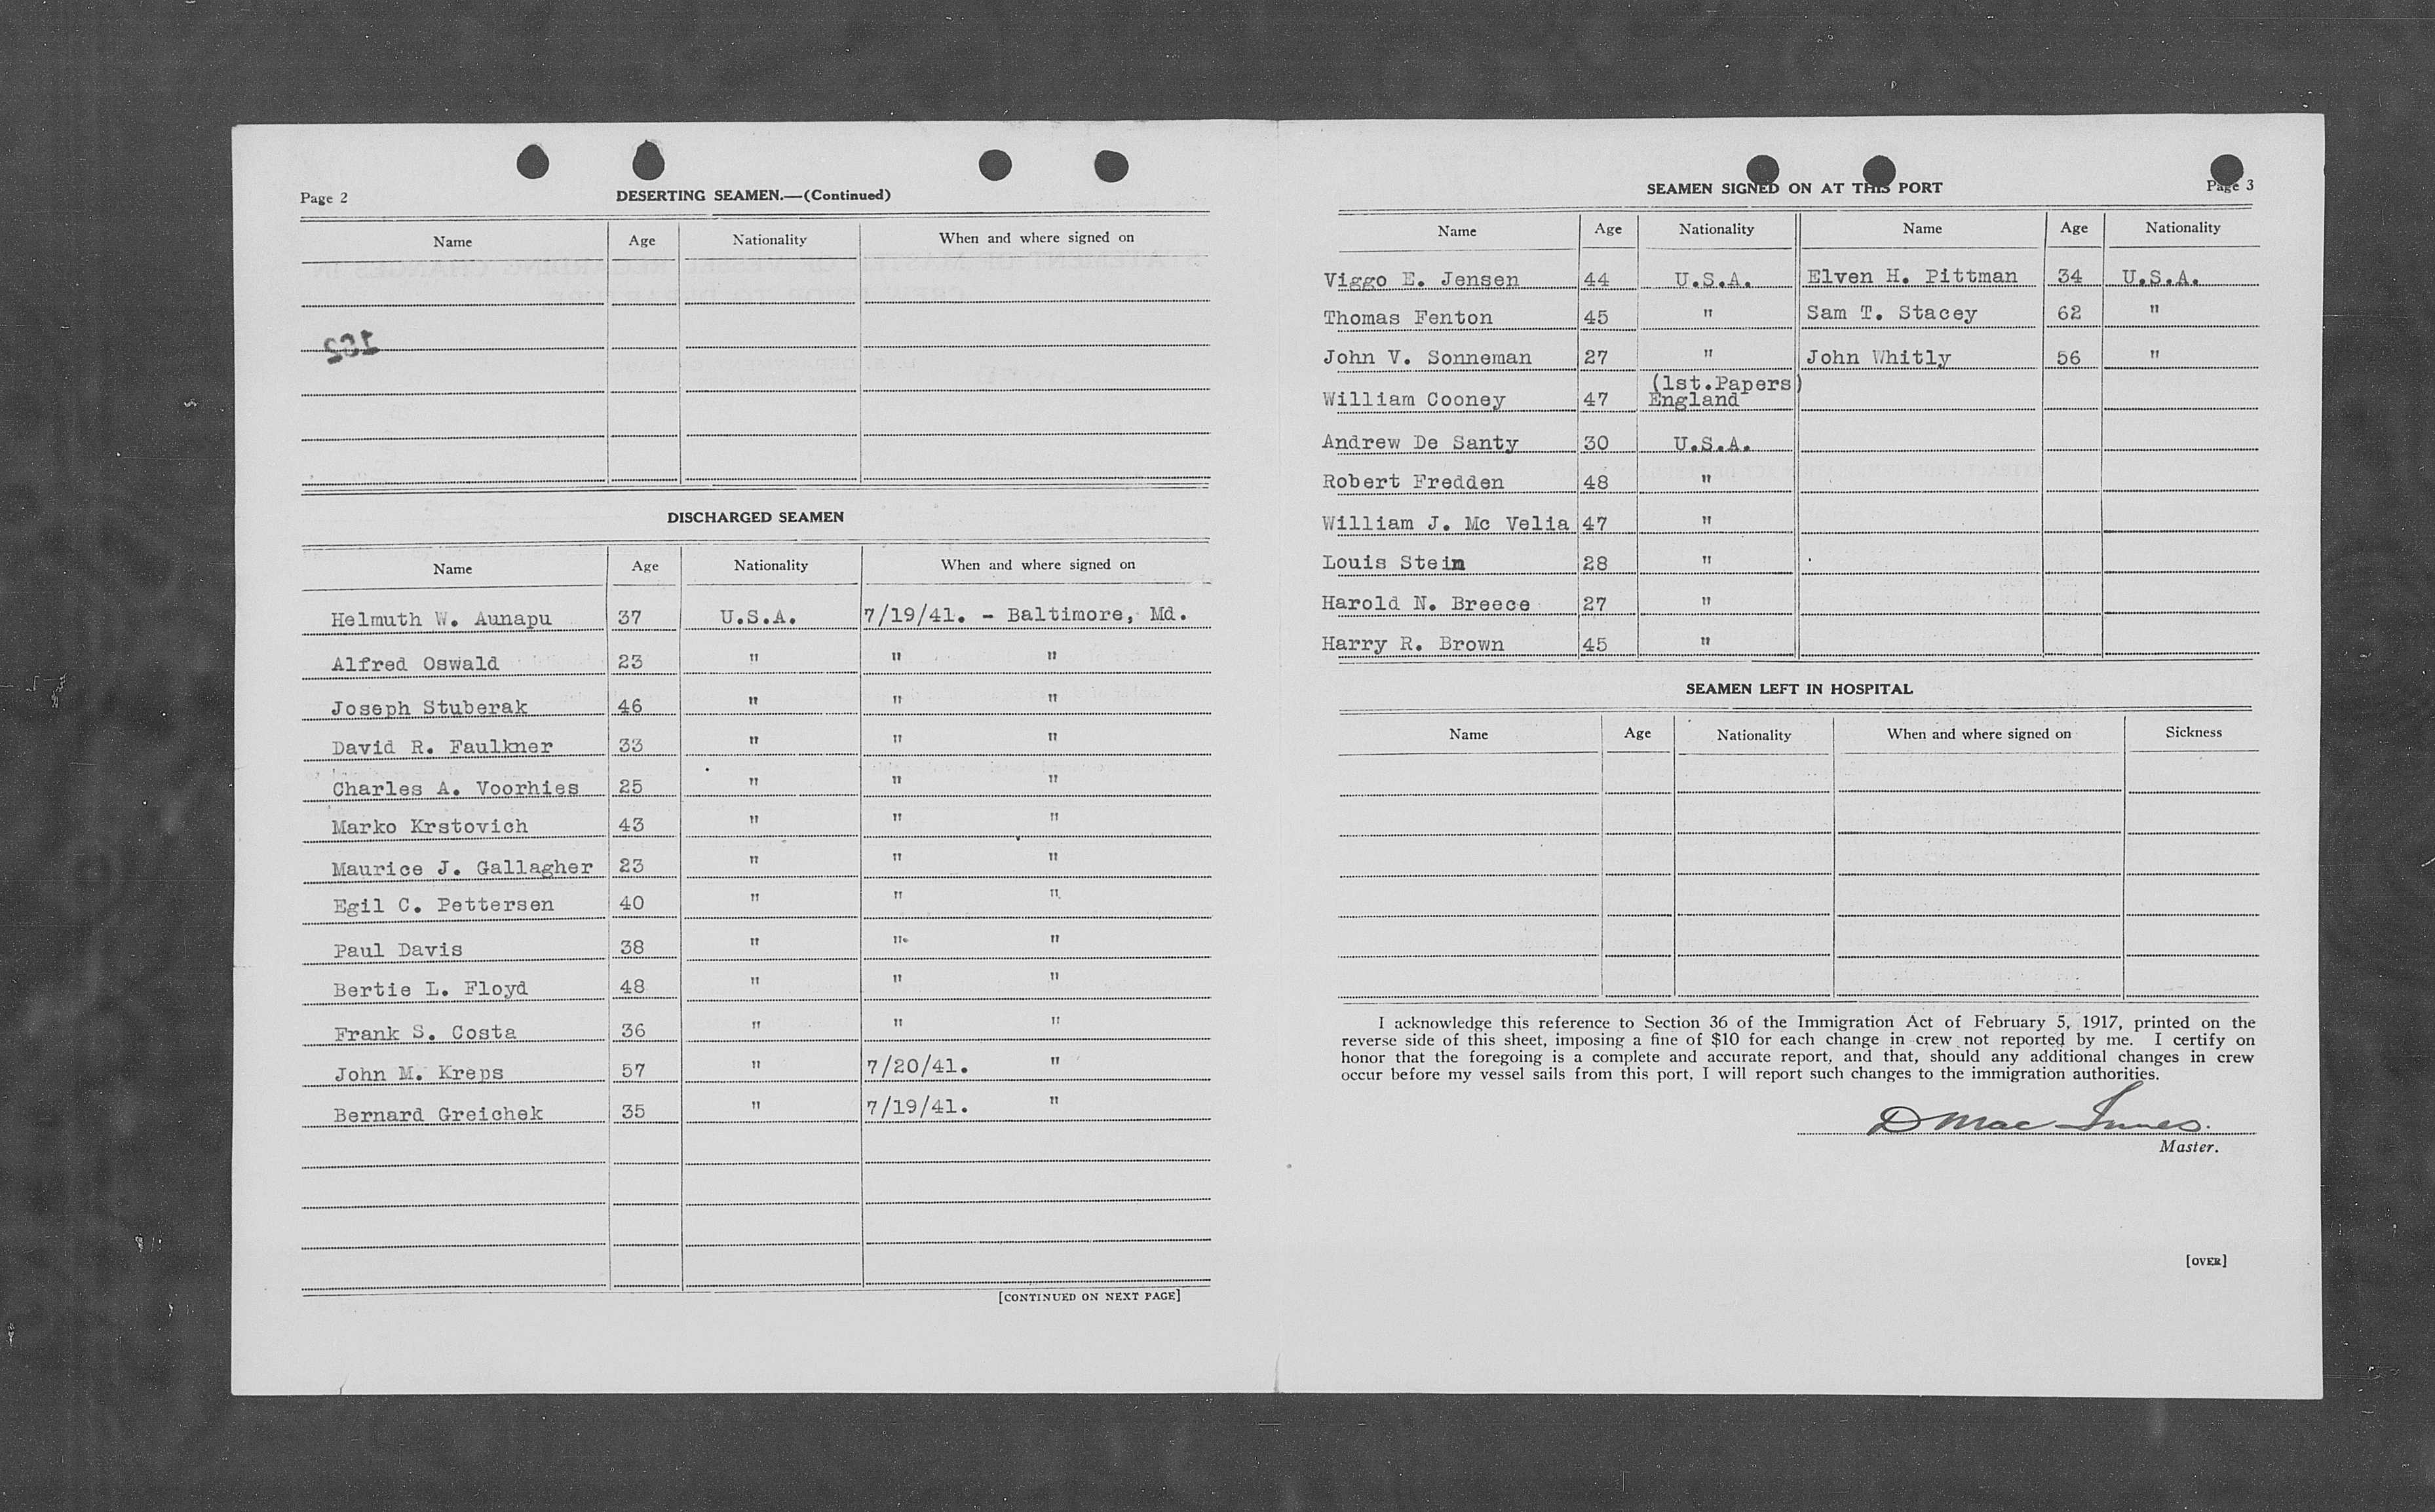 Page 2
DESERTING SEAMEN.—(Continued)
Name Age Nationality When and where signed on
DISCHARGED SEAMEN
Name Age Nationality When and where signed on
Helmuth W. Aunapu 37 U.S.A. 7/19/41. - Baltimore, Md.
Alfred Oswald 23 " " "
Joseph Stuberak 46 " " "
David R. Faulkner 33 " " "
Charles A. Voorhies 25 " " "
Marko Krstovich 43 " " "
Maurice J. Gallagher 23 " " "
Egil C. Pettersen 40 " " "
Paul Davis 38 " " "
Bertie L. Floyd 48 " " "
Frank S. Costa 36 " " "
John M. Kreps 57 " 7/20/41. "
Bernard Greichek 35 " 7/19/41. "
[CONTINUED ON NEXT PAGE]
SEAMEN SIGNED ON AT THIS PORT
Page 3
Name Age Nationality Name Age Nationality
Viggo E. Jensen 44 U.S.A. Elven H. Pittman 34 U.S.A.
Thomas Fenton 45 " Sam T. Stacey 62 "
John V. Sonneman 27 " John Whitly 56 "
(1st.Papers)
William Cooney 47 England
Andrew De Santy 30 U.S.A.
Robert Fredden 48 "
William J. Mc Velia 47 "
Louis Stein 28 "
Harold N. Breece 27 "
Harry R. Brown 45 "
SEAMEN LEFT IN HOSPITAL
Name Age Nationality When and where signed on Sickness
I acknowledge this reference to Section 36 of the Immigration Act of February 5, 1917, printed on the
reverse side of this sheet, imposing a fine of $10 for each change in crew not reported by me. I certify on
honor that the foregoing is a complete and accurate report, and that, should any additional changes in crew
occur before my vessel sails from this port, I will report such changes to the immigration authorities.
D Mac Innes.
Master.
[OVER]